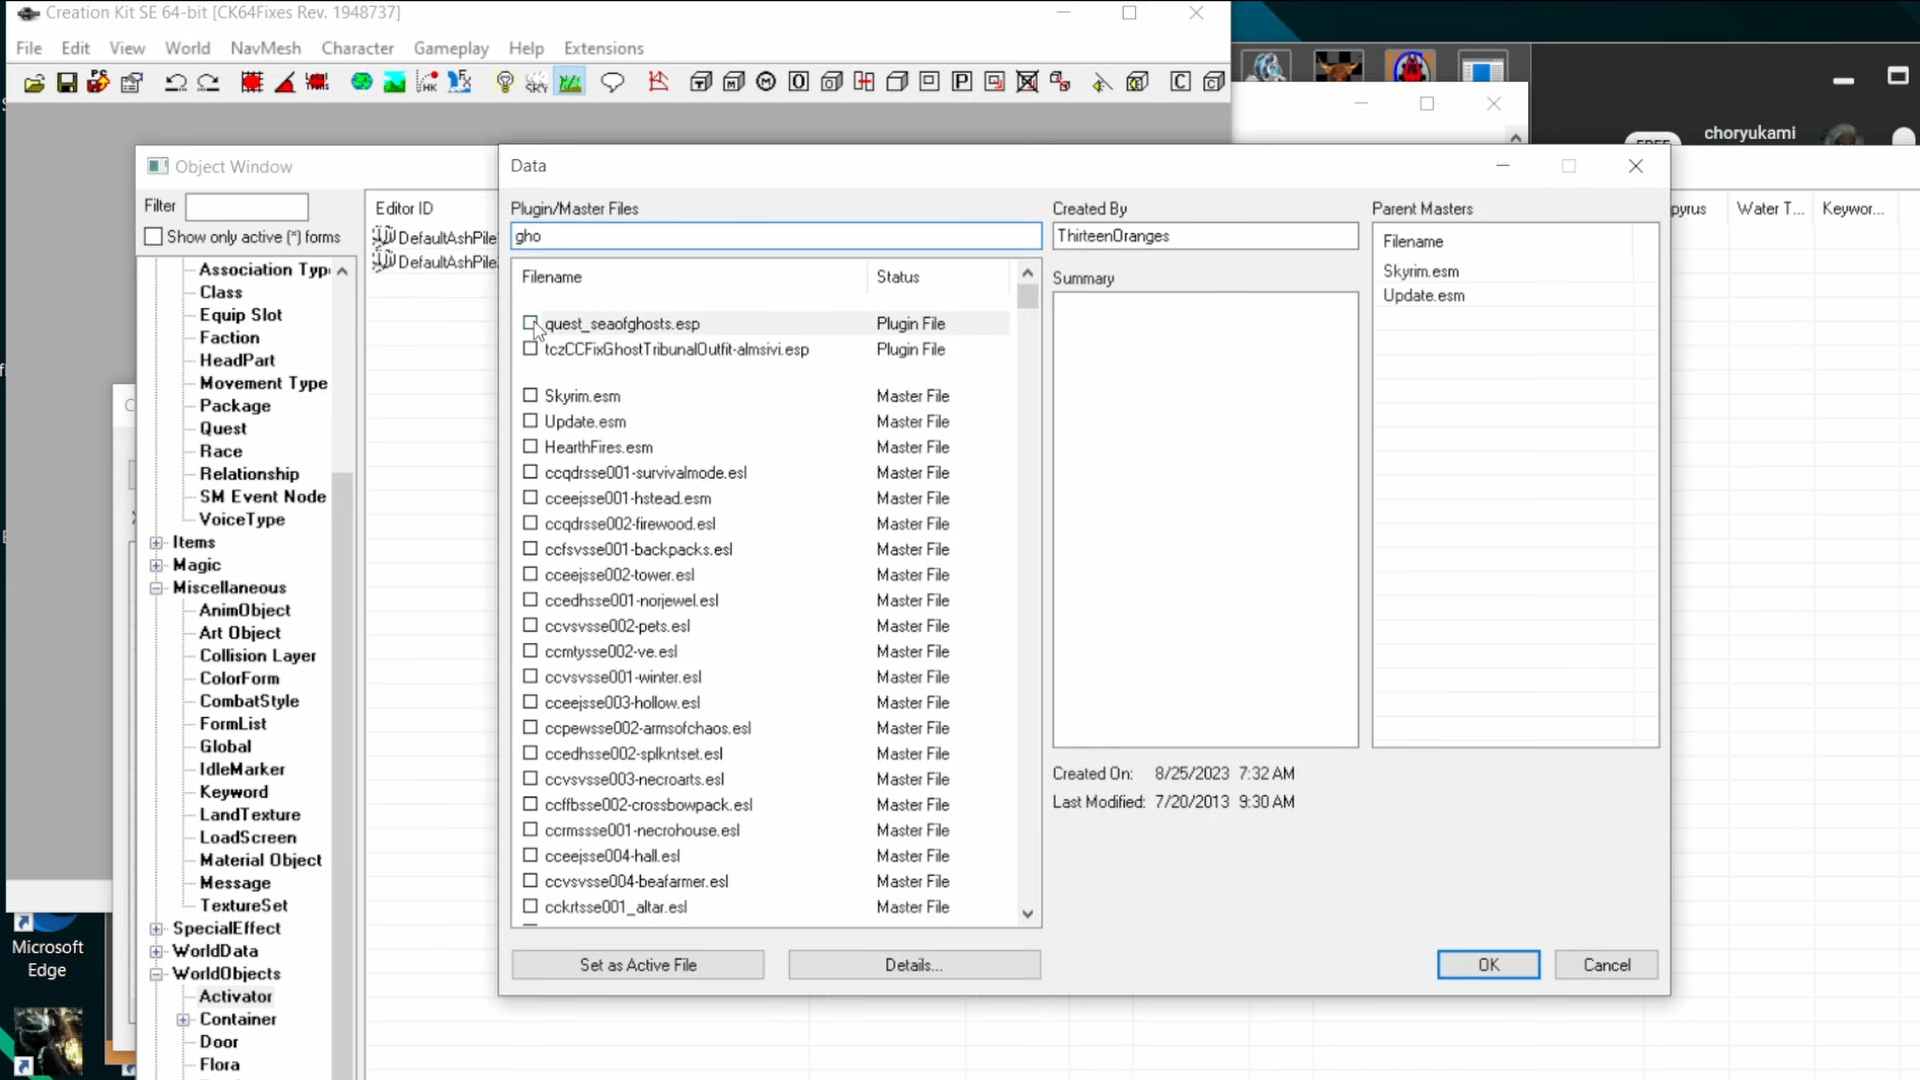 Creation Kit SE 64-bit [CK64Fixes Rev. 1948737]
File Edit View World NavMesh Character Gameplay Help Extensions
choryukami
Object Window
Filter
Show only active (*) forms
Association Typ
Class
Equip Slot
Faction
HeadPart
Movement Type
Package
Quest
Race
Relationship
SM Event Node
VoiceType
Items
Magic
Miscellaneous
AnimObject
Art Object
Collision Layer
ColorForm
CombatStyle
FormList
Global
IdleMarker
Keyword
LandTexture
LoadScreen
Material Object
Message
TextureSet
SpecialEffect
WorldData
WorldObjects
Activator
Container
Door
Flora
Editor ID
DefaultAshPile
DefaultAshPile
Data
Plugin/Master Files
gho
Filename Status
quest_seaofghosts.esp Plugin File
tczCCFixGhostTribunalOutfit-almsivi.esp Plugin File
Skyrim.esm Master File
Update.esm Master File
HearthFires.esm Master File
ccqdrsse001-survivalmode.esl Master File
cceejsse001-hstead.esm Master File
ccqdrsse002-firewood.esl Master File
ccfsvsse001-backpacks.esl Master File
cceejsse002-tower.esl Master File
ccedhsse001-norjewel.esl Master File
ccvsvsse002-pets.esl Master File
ccmtysse002-ve.esl Master File
ccvsvsse001-winter.esl Master File
cceejsse003-hollow.esl Master File
ccpewsse002-armsofchaos.esl Master File
ccedhsse002-splkntset.esl Master File
ccvsvsse003-necroarts.esl Master File
ccffbsse002-crossbowpack.esl Master File
ccrmssse001-necrohouse.esl Master File
cceejsse004-hall.esl Master File
ccvsvsse004-beafarmer.esl Master File
cckrtsse001_altar.esl Master File
Set as Active File Details...
Created By
ThirteenOranges
Summary
Created On: 8/25/2023 7:32 AM
Last Modified: 7/20/2013 9:30 AM
Parent Masters
Filename
Skyrim.esm
Update.esm
OK Cancel
pyrus Water T... Keywor...
Microsoft
Edge